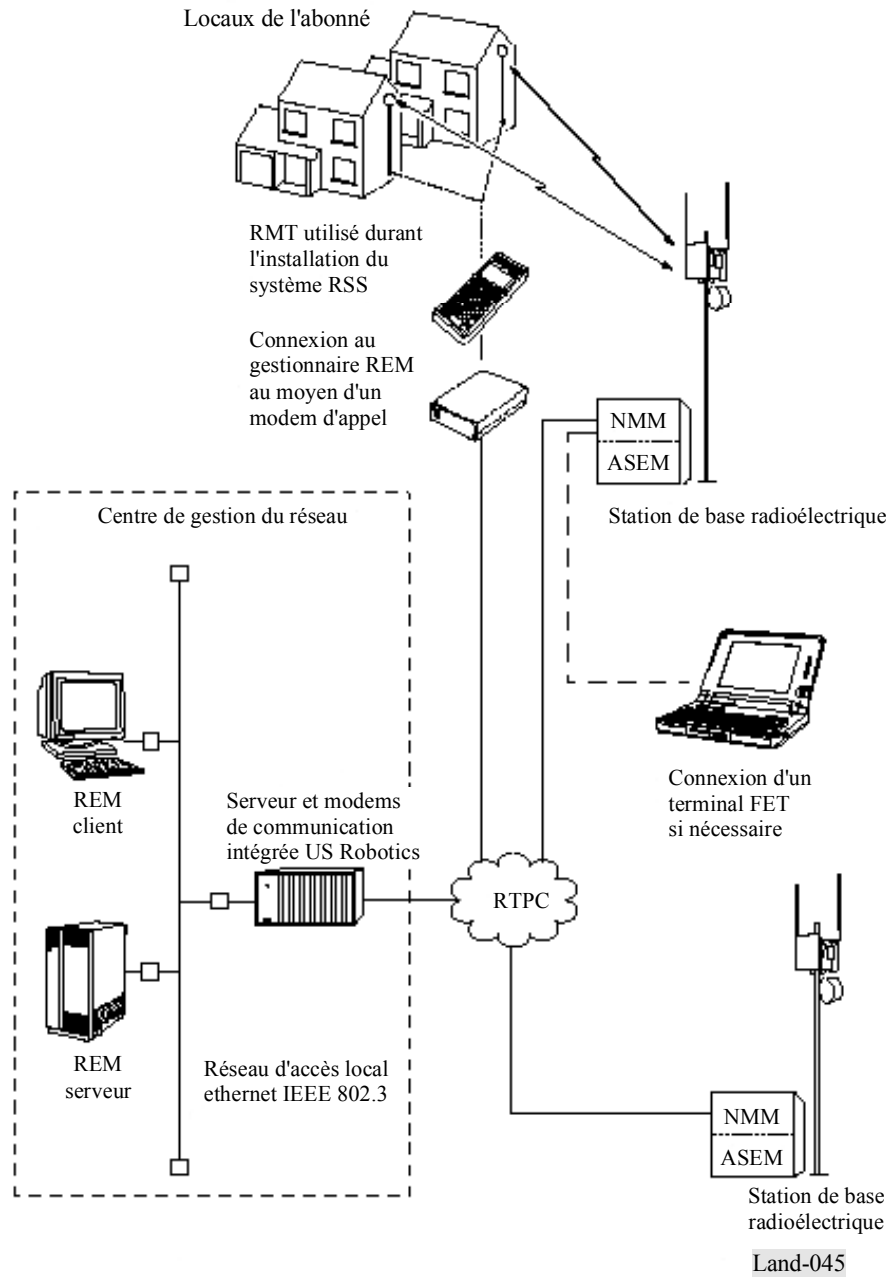 Locaux de l'abonné
RMT utilisé durant
l'installation du
système RSS
Connexion au
gestionnaire REM
au moyen d'un
modem d'appel
NMM
ASEM
Station de base radioélectrique
Centre de gestion du réseau
REM
client
Serveur et modems
de communication
intégrée US Robotics
Connexion d'un
terminal FET
si nécessaire
RTPC
REM
serveur
Réseau d'accès local
ethernet IEEE 802.3
NMM
ASEM
Station de base
radioélectrique
Land-045